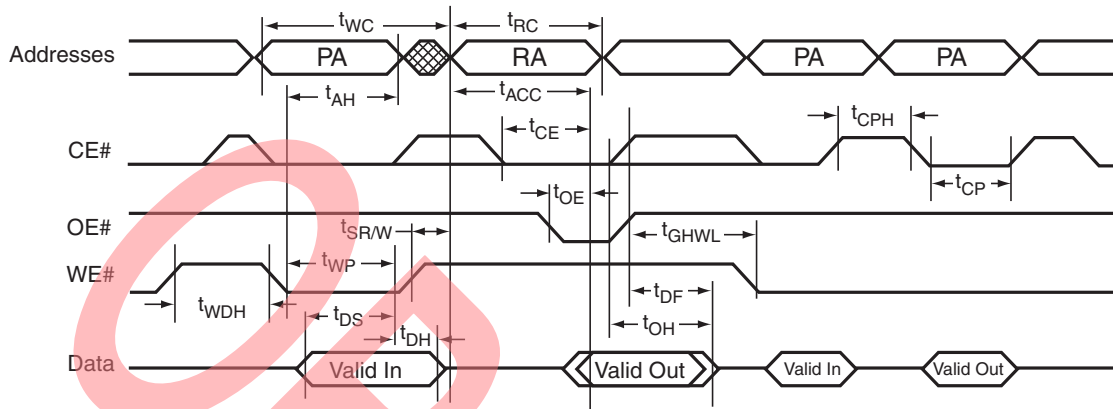 tWC tRC
Addresses PA RA PA PA
tAH tACC
tCPH
CE# tCE
tOE tCP
OE#
tSR/W tGHWL
WE# tWP
tWDH tDS tDF
tDH tOH
Data Valid In Valid Out Valid In Valid Out